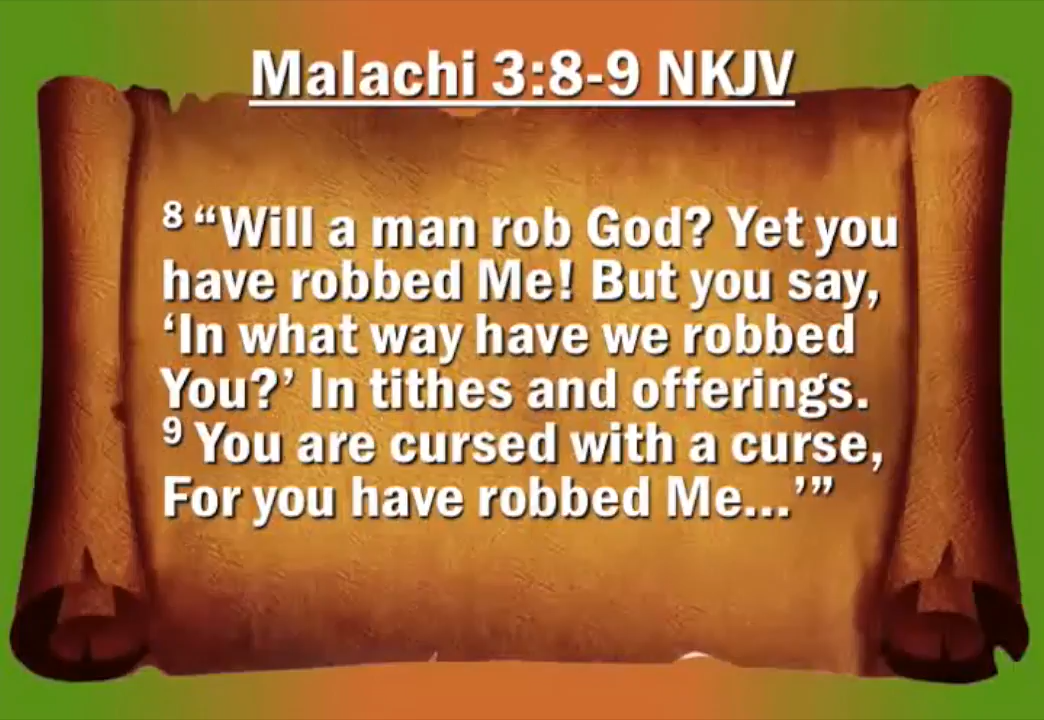 Malachi 3:8-9 NKJV
8 “Will a man rob God? Yet you
have robbed Me! But you say,
‘In what way have we robbed
You?’ In tithes and offerings.
9 You are cursed with a curse,
For you have robbed Me...’”